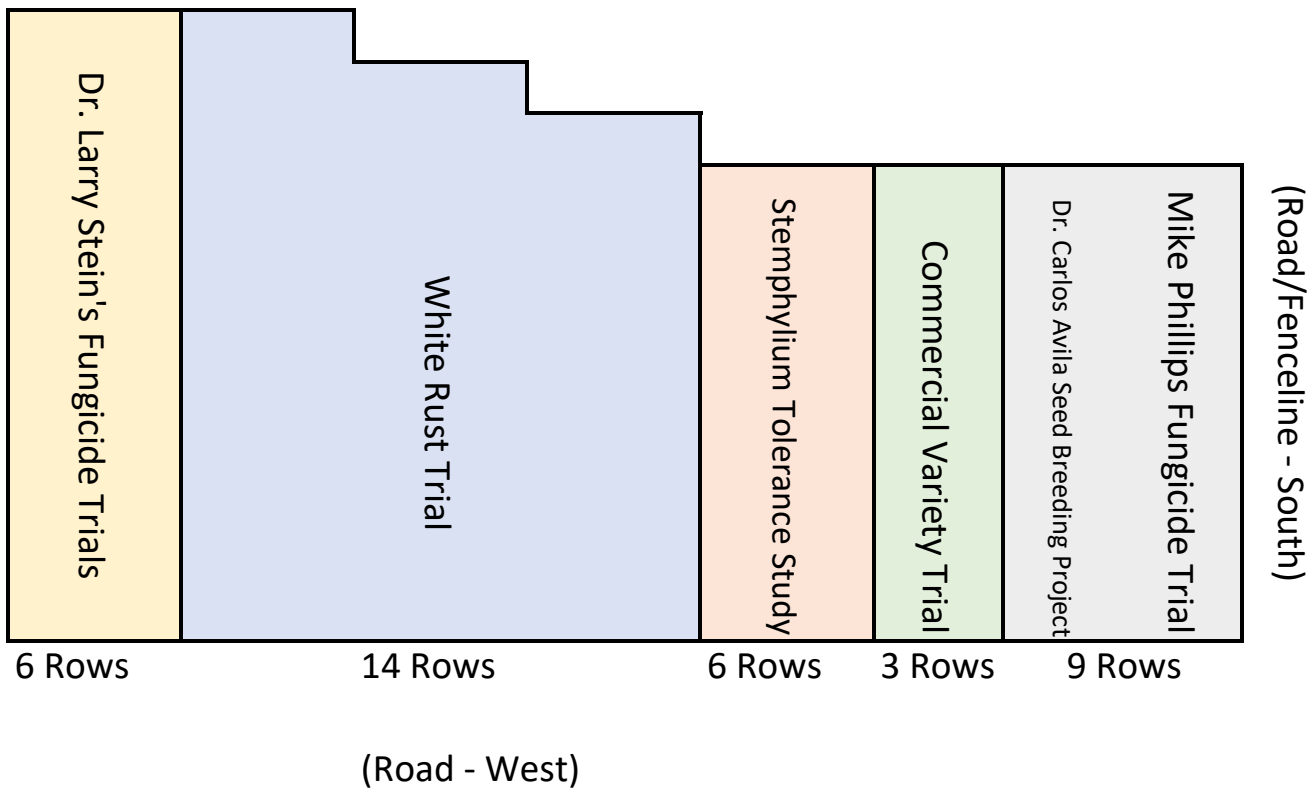 Dr. Larry Stein's Fungicide Trials
White Rust Trial
Stemphylium Tolerance Study
Commercial Variety Trial
Dr. Carlos Avila Seed Breeding Project
Mike Phillips Fungicide Trial
(Road/Fenceline - South)
6 Rows
14 Rows
6 Rows
3 Rows
9 Rows
(Road - West)